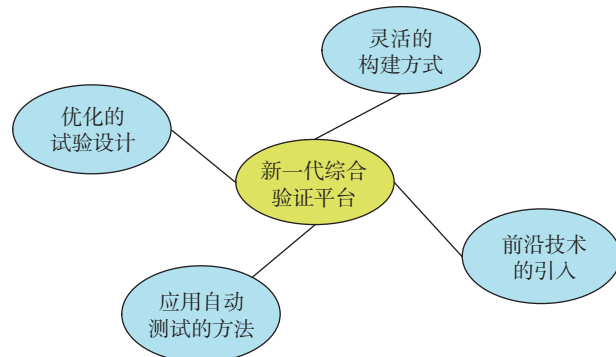 灵活的
构建方式
优化的
试验设计
新一代综合
验证平台
前沿技术
的引入
应用自动
测试的方法